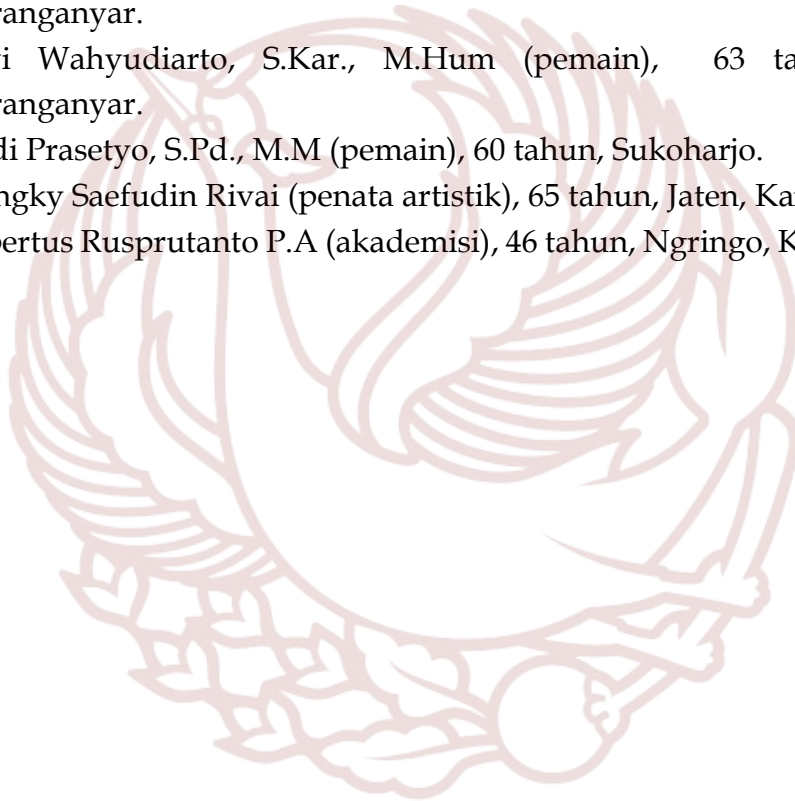 ranganyar.
i Wahyudiarto, S.Kar., M.Hum (pemain), 63 ta
ranganyar.
di Prasetyo, S.Pd., M.M (pemain), 60 tahun, Sukoharjo.
ngky Saefudin Rivai (penata artistik), 65 tahun, Jaten, Ka
bertus Rusprutanto P.A (akademisi), 46 tahun, Ngringo, K